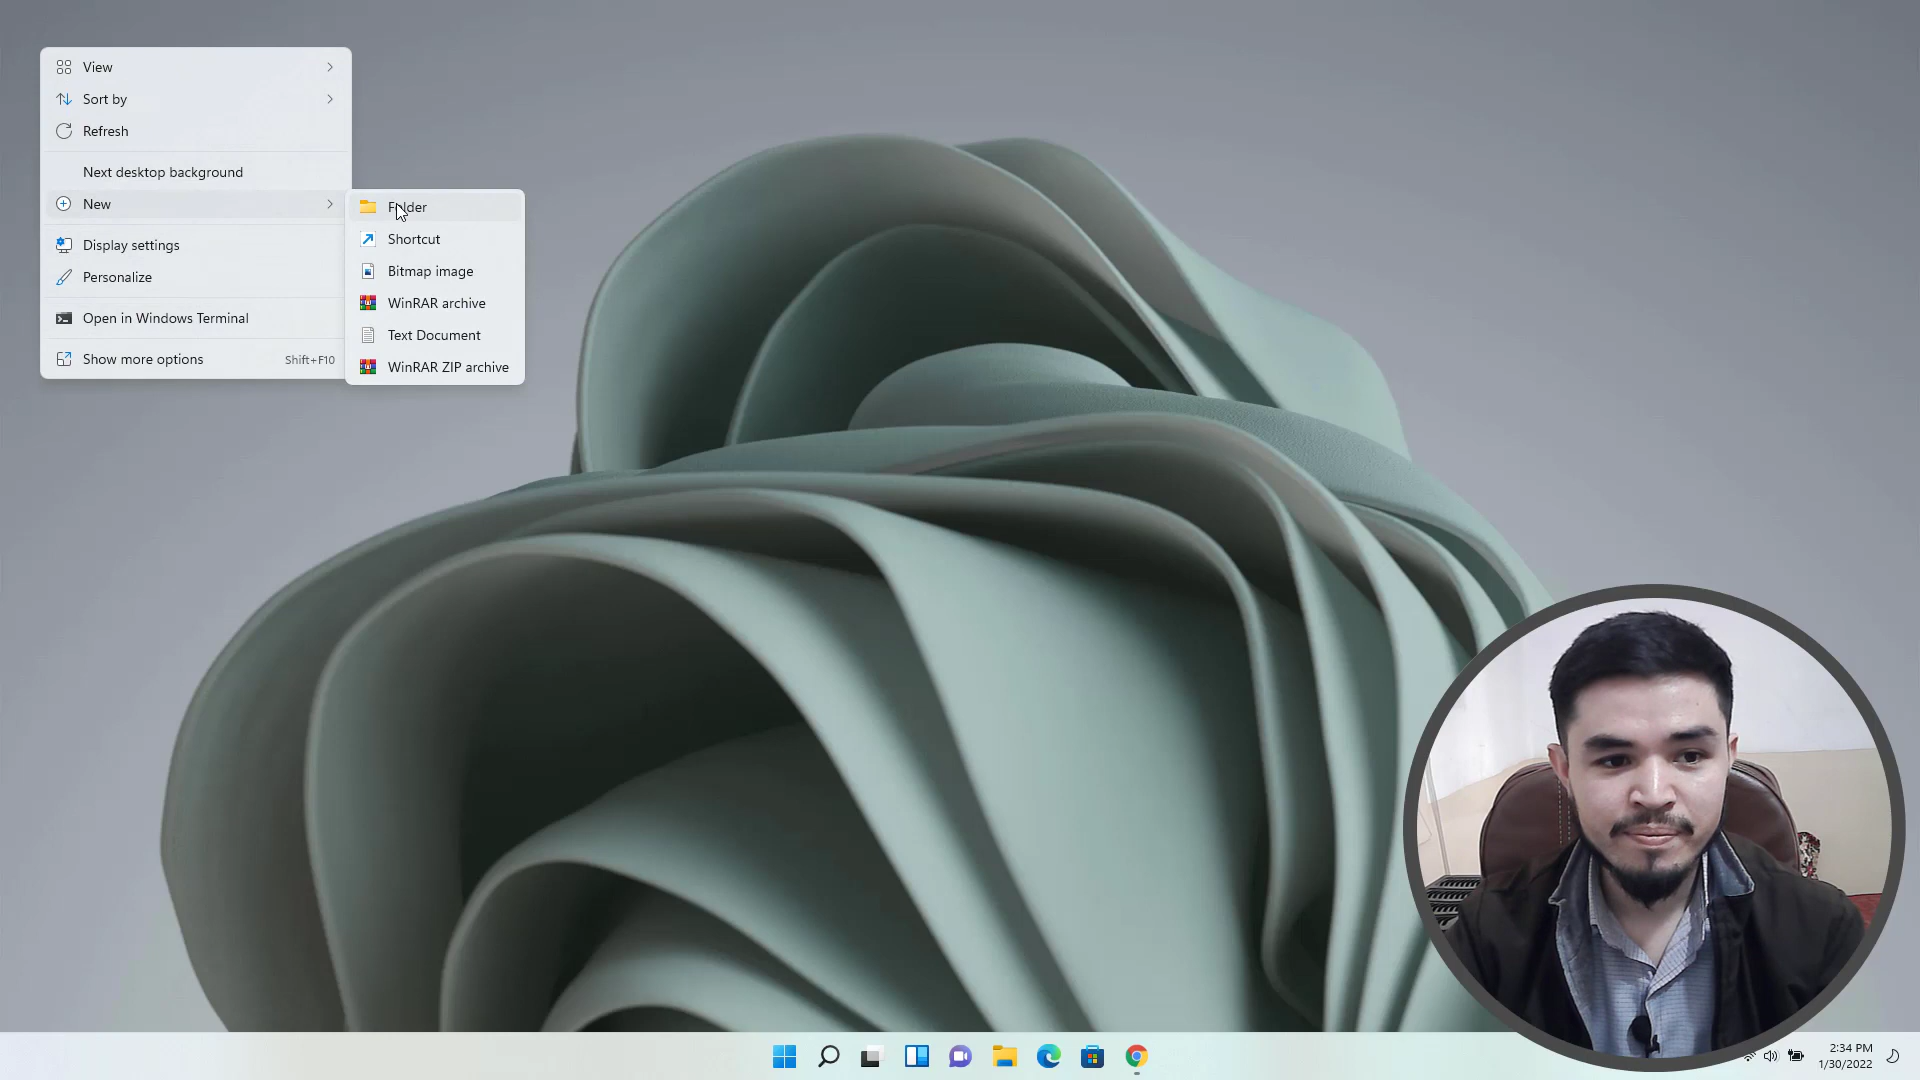 View
Sort by
Refresh
Next desktop background
New
Display settings
Personalize
Open in Windows Terminal
Show more options Shift+F10
Folder
Shortcut
Bitmap image
WinRAR archive
Text Document
WinRAR ZIP archive
2:34 PM
1/30/2022